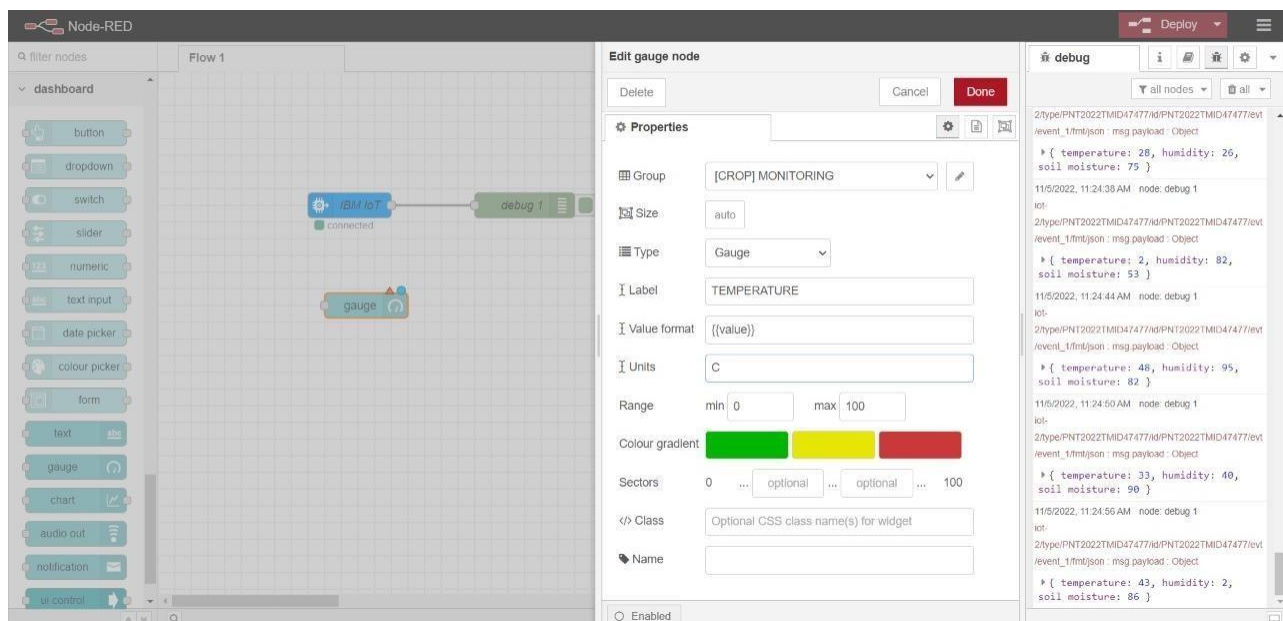 Node-RED
Deploy
filter nodes
Flow 1
dashboard
button
dropdown
switch
slider
123 numeric
abc text input
date picker
colour picker
form
text abc
gauge
chart
audio out
notification
ui control
IBM IoT
connected
debug 1
gauge
Edit gauge node
Delete
Cancel
Done
Properties
Group
[CROP] MONITORING
Size
auto
Type
Gauge
Label
TEMPERATURE
Value format
{{value}}
Units
C
Range
min 0
max 100
Colour gradient
Sectors
0 ... optional ... optional ... 100
</> Class
Optional CSS class name(s) for widget
Name
Enabled
debug
i
all nodes
all
2/type/PNT2022TMID47477/id/PNT2022TMID47477/evt
/event_1/fmt/json : msg.payload : Object
{ temperature: 28, humidity: 26,
soil moisture: 75 }
11/5/2022, 11:24:38 AM node: debug 1
iot-
2/type/PNT2022TMID47477/id/PNT2022TMID47477/evt
/event_1/fmt/json : msg.payload : Object
{ temperature: 2, humidity: 82,
soil moisture: 53 }
11/5/2022, 11:24:44 AM node: debug 1
iot-
2/type/PNT2022TMID47477/id/PNT2022TMID47477/evt
/event_1/fmt/json : msg.payload : Object
{ temperature: 48, humidity: 95,
soil moisture: 82 }
11/5/2022, 11:24:50 AM node: debug 1
iot-
2/type/PNT2022TMID47477/id/PNT2022TMID47477/evt
/event_1/fmt/json : msg.payload : Object
{ temperature: 33, humidity: 40,
soil moisture: 90 }
11/5/2022, 11:24:56 AM node: debug 1
iot-
2/type/PNT2022TMID47477/id/PNT2022TMID47477/evt
/event_1/fmt/json : msg.payload : Object
{ temperature: 43, humidity: 2,
soil moisture: 86 }